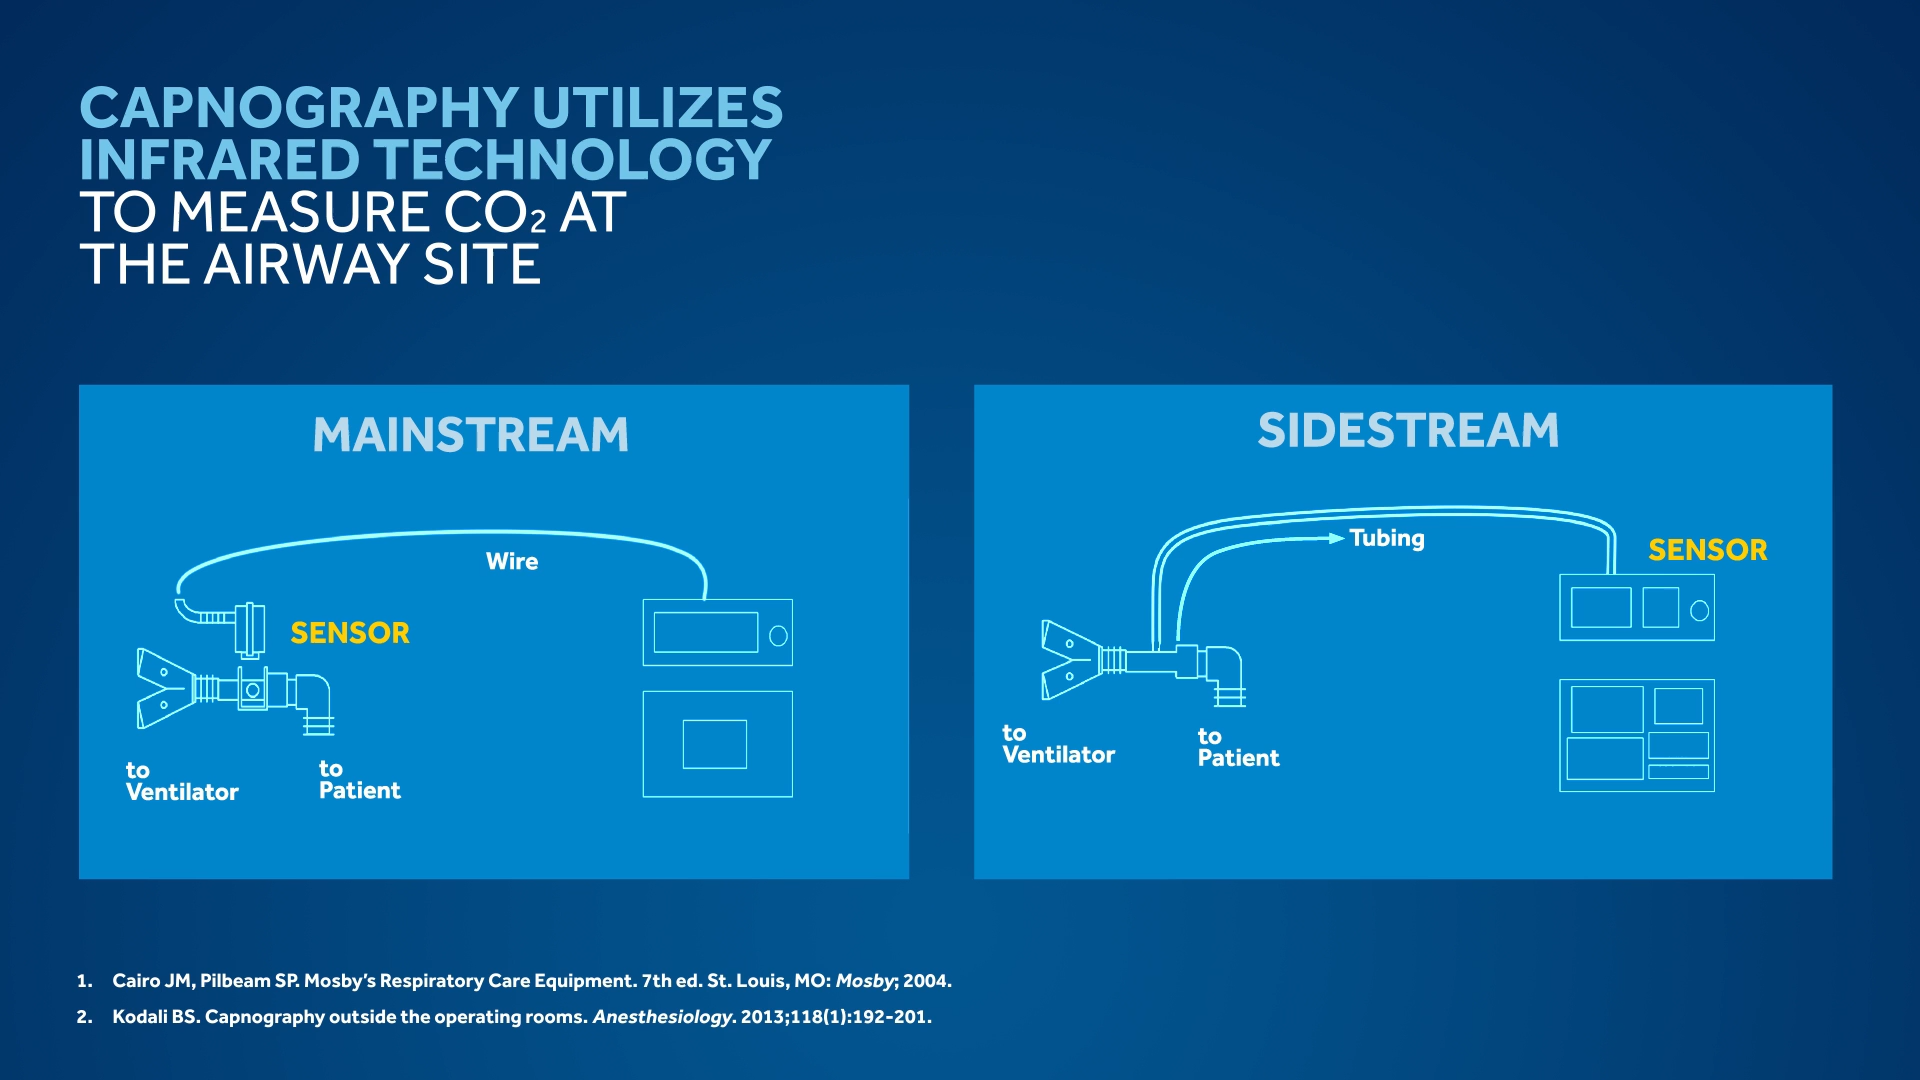 CAPNOGRAPHY UTILIZES
INFRARED TECHNOLOGY
TO MEASURE CO₂ AT
THE AIRWAY SITE
MAINSTREAM
Wire
SENSOR
to
Ventilator
to
Patient
SIDESTREAM
Tubing
SENSOR
to
Ventilator
to
Patient
1. Cairo JM, Pilbeam SP. Mosby’s Respiratory Care Equipment. 7th ed. St. Louis, MO: Mosby; 2004.
2. Kodali BS. Capnography outside the operating rooms. Anesthesiology. 2013;118(1):192-201.